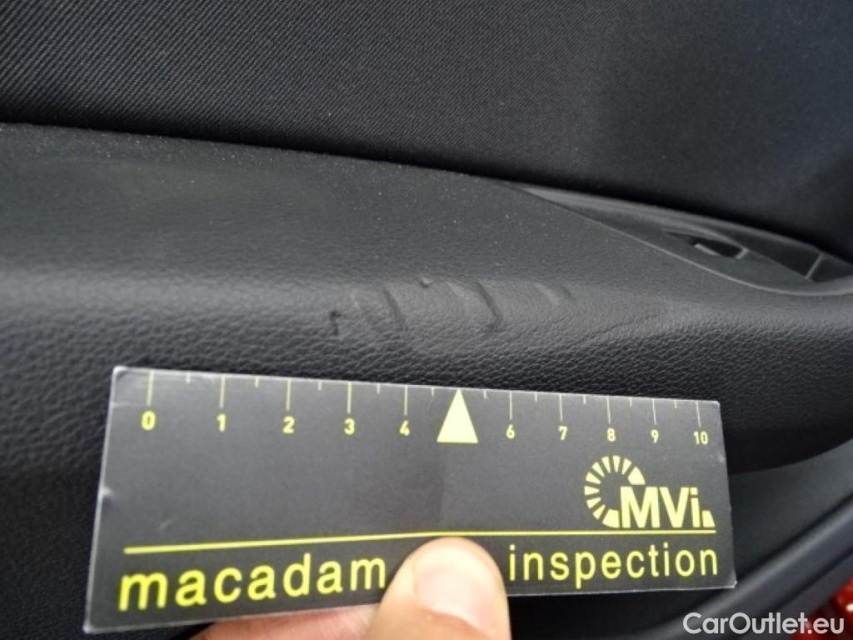 0 1 2 3 4 6 7 8 9 10
MVi
macadam inspection
CarOutlet.eu